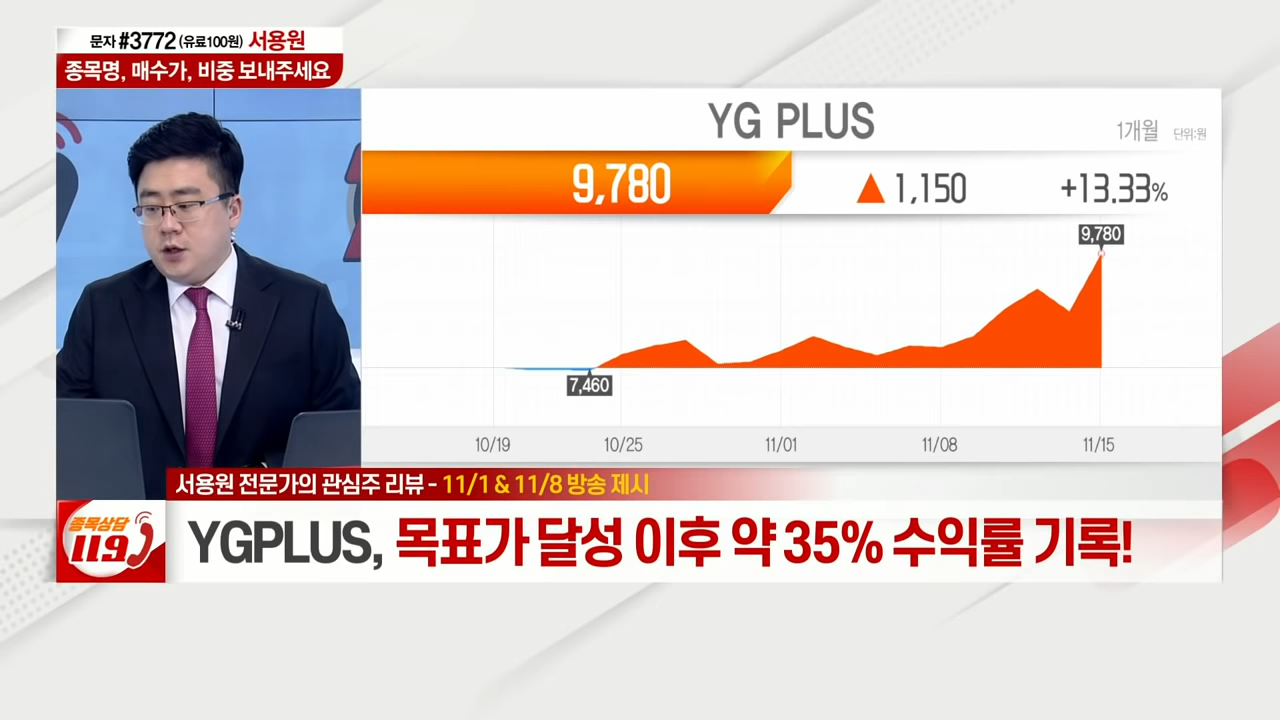 문자 #3772 (유료100원) 서용원
종목명, 매수가, 비중 보내주세요
YG PLUS
1개월 단위:원
9,780 ▲ 1,150 +13.33%
9,780
7,460
10/19 10/25 11/01 11/08 11/15
서용원 전문가의 관심주 리뷰 - 11/1 & 11/8 방송 제시
종목상담
119
YGPLUS, 목표가 달성 이후 약 35% 수익률 기록!